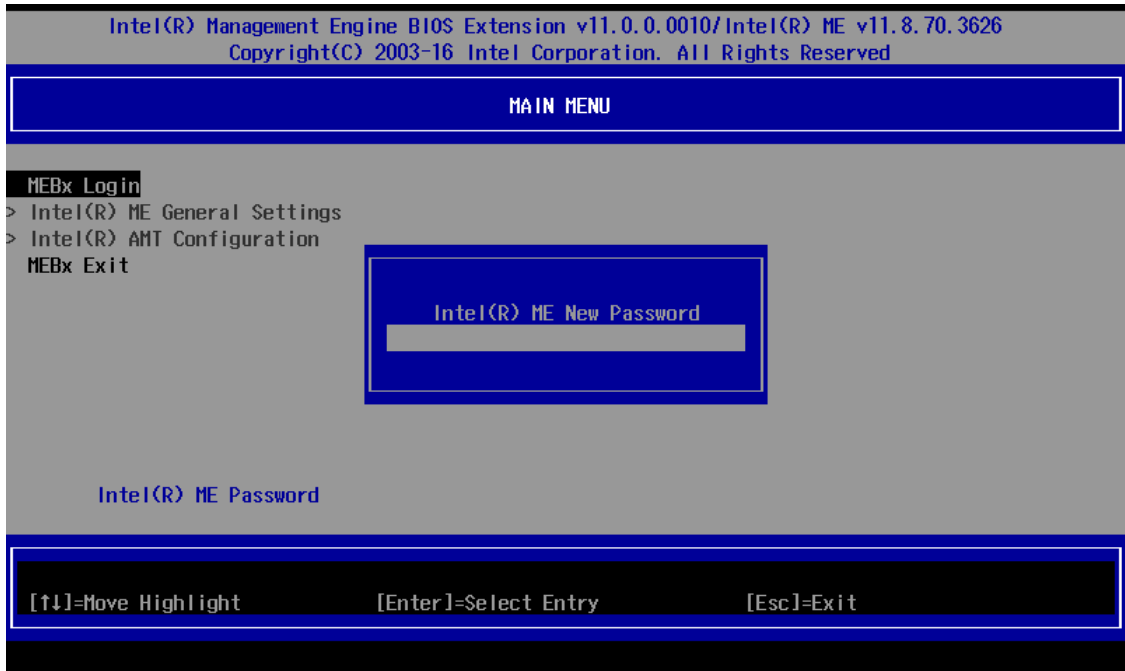 Intel(R) Management Engine BIOS Extension v11.0.0.0010/Intel(R) ME v11.8.70.3626
Copyright(C) 2003-16 Intel Corporation. All Rights Reserved
MAIN MENU
MEBx Login
> Intel(R) ME General Settings
> Intel(R) AMT Configuration
MEBx Exit
Intel(R) ME New Password
Intel(R) ME Password
[↑↓]=Move Highlight [Enter]=Select Entry [Esc]=Exit